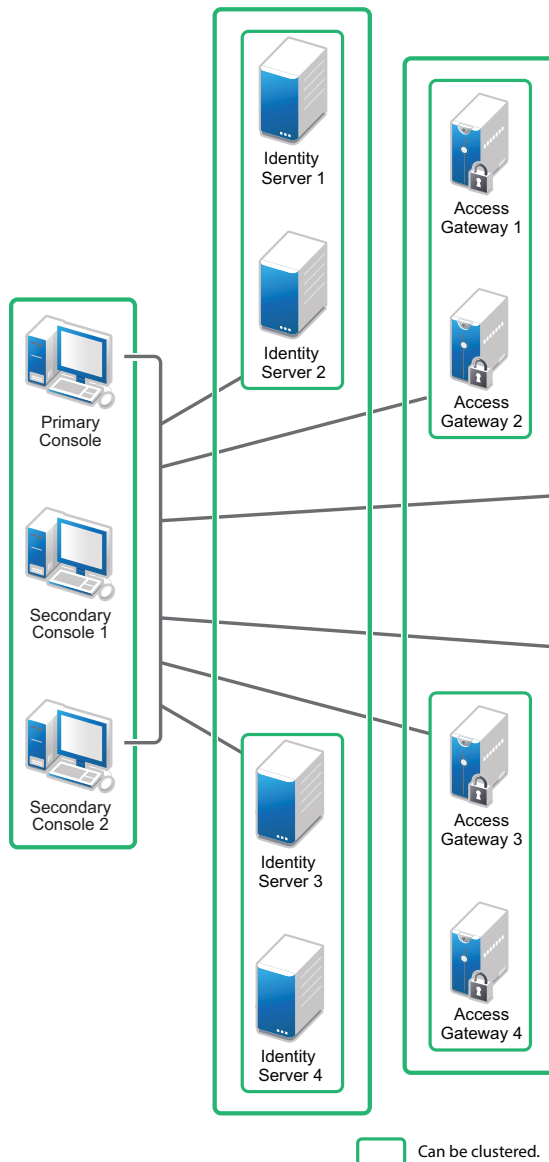 Identity
Server 1
Access
Gateway 1
Identity
Server 2
Access
Gateway 2
Primary
Console
Secondary
Console 1
Secondary
Console 2
Access
Gateway 3
Identity
Server 3
Access
Gateway 4
Identity
Server 4
Can be clustered.